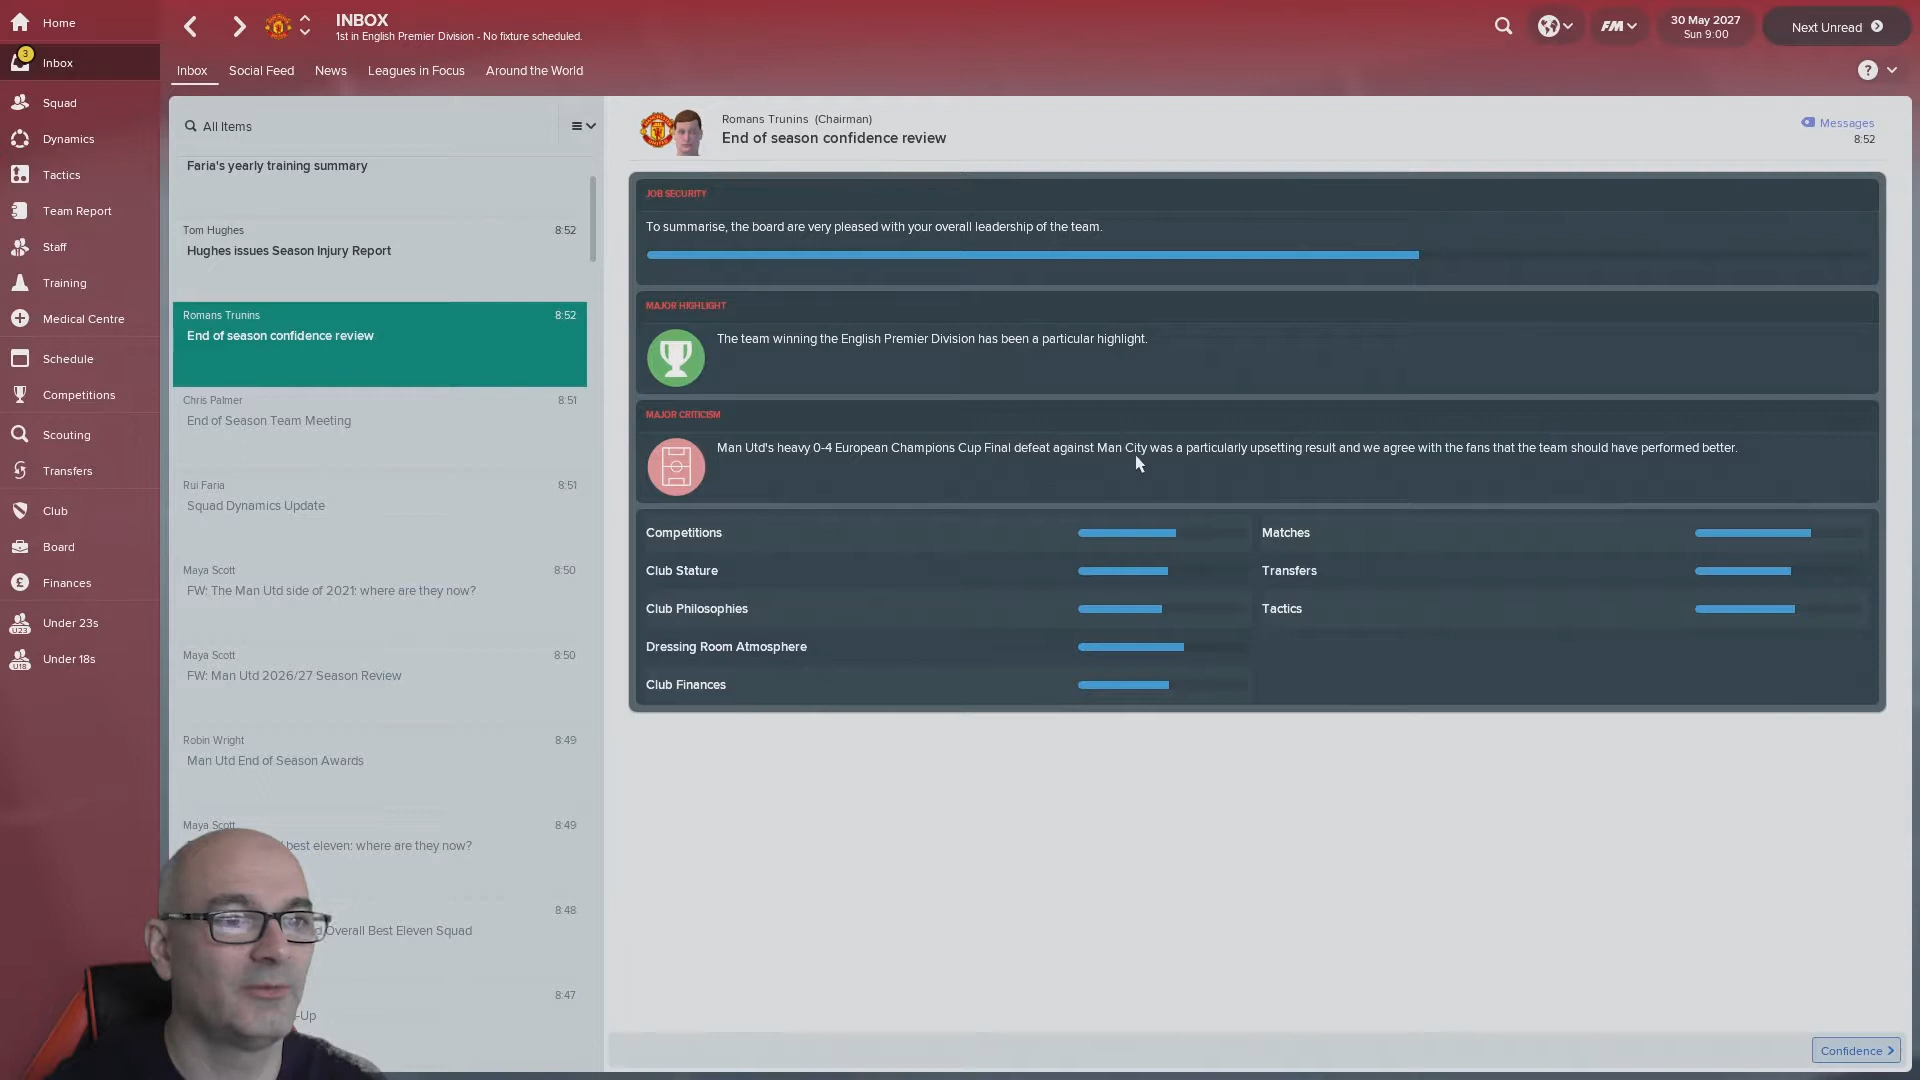 Home
3
Inbox
Squad
Dynamics
Tactics
Team Report
Staff
Training
Medical Centre
Schedule
Competitions
Scouting
Transfers
Club
Board
Finances
U23
Under 23s
U18
Under 18s
INBOX
1st in English Premier Division - No fixture scheduled.
FM
30 May 2027
Sun 9:00
Next Unread
Inbox
Social Feed
News
Leagues in Focus
Around the World
?
All Items
Faria's yearly training summary
Tom Hughes 8:52
Hughes issues Season Injury Report
Romans Trunins 8:52
End of season confidence review
Chris Palmer 8:51
End of Season Team Meeting
Rui Faria 8:51
Squad Dynamics Update
Maya Scott 8:50
FW: The Man Utd side of 2021: where are they now?
Maya Scott 8:50
FW: Man Utd 2026/27 Season Review
Robin Wright 8:49
Man Utd End of Season Awards
Maya Scott 8:49
best eleven: where are they now?
8:48
Overall Best Eleven Squad
8:47
-Up
Romans Trunins (Chairman)
End of season confidence review
Messages
8:52
JOB SECURITY
To summarise, the board are very pleased with your overall leadership of the team.
MAJOR HIGHLIGHT
The team winning the English Premier Division has been a particular highlight.
MAJOR CRITICISM
Man Utd's heavy 0-4 European Champions Cup Final defeat against Man City was a particularly upsetting result and we agree with the fans that the team should have performed better.
Competitions
Matches
Club Stature
Transfers
Club Philosophies
Tactics
Dressing Room Atmosphere
Club Finances
Confidence